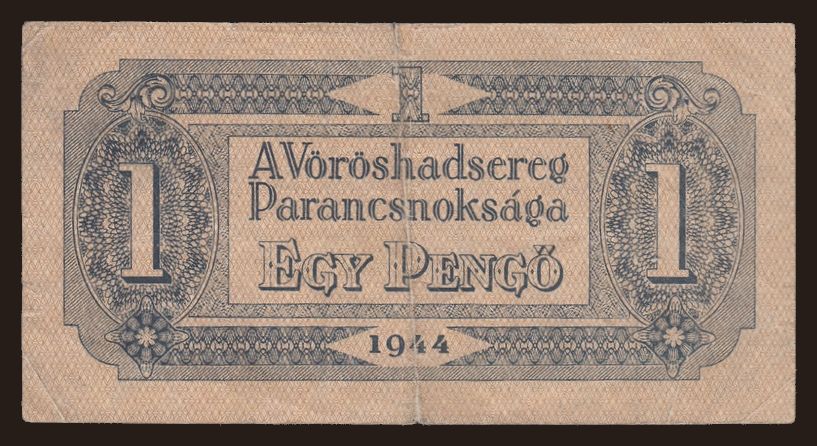 1
A Vöröshadsereg
Parancsnoksága
EGY PENGŐ
1 1
1944